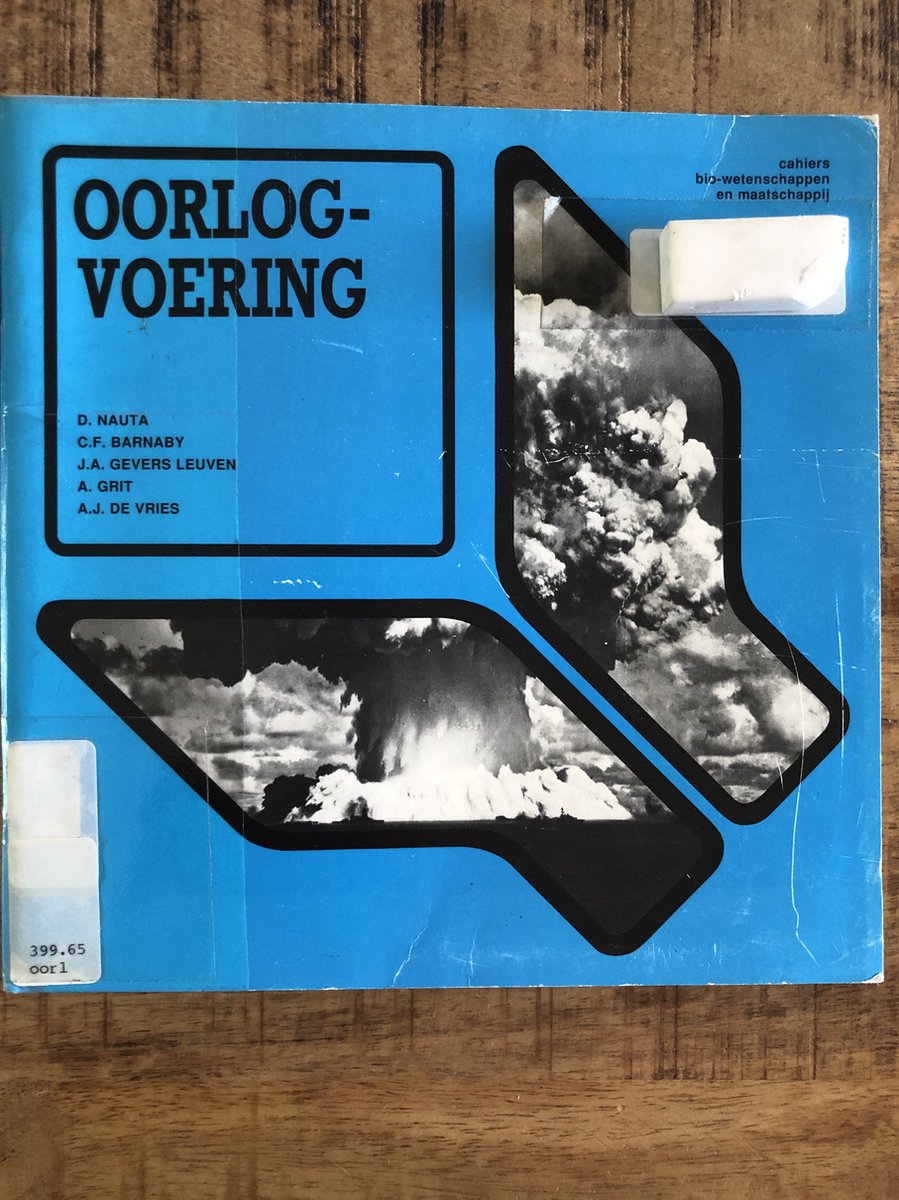 OORLOG-
VOERING
D. NAUTA
C.F. BARNABY
J.A. GEVERS LEUVEN
A. GRIT
A.J. DE VRIES
cahiers
bio-wetenschappen
en maatschappij
399.65
oorl